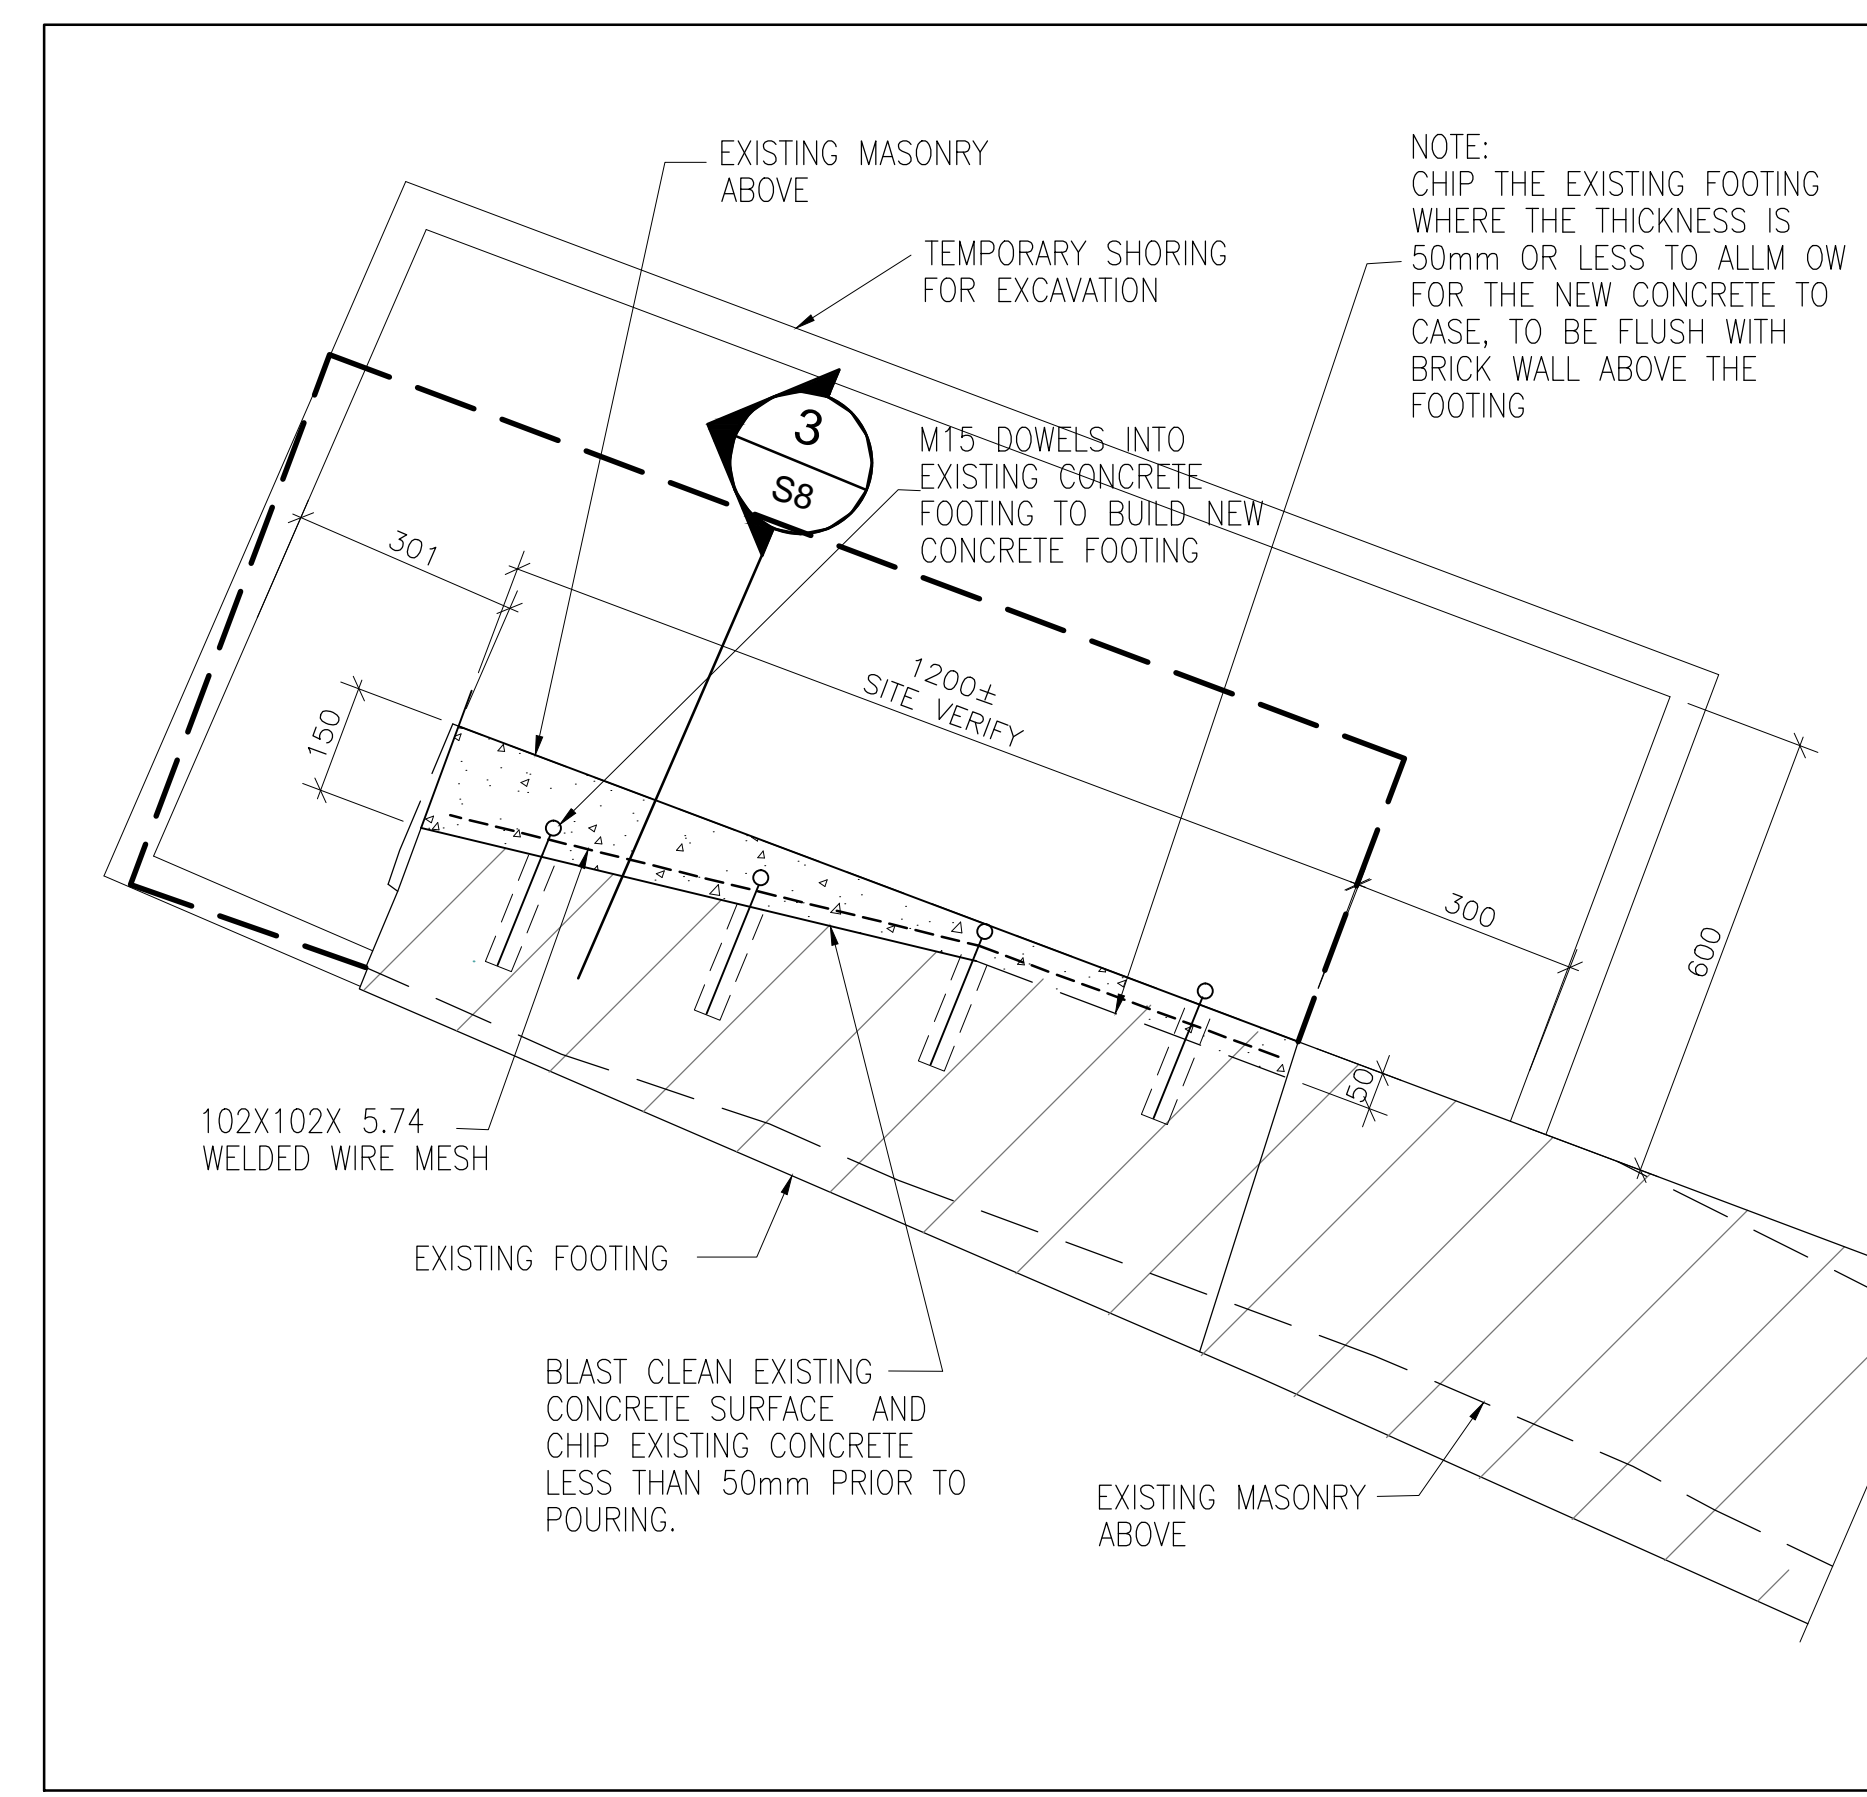 EXISTING MASONRY
ABOVE
NOTE:
CHIP THE EXISTING FOOTING
WHERE THE THICKNESS IS
50mm OR LESS TO ALLM OW
FOR THE NEW CONCRETE TO
CASE, TO BE FLUSH WITH
BRICK WALL ABOVE THE
FOOTING
TEMPORARY SHORING
FOR EXCAVATION
3
S8
M15 DOWELS INTO
EXISTING CONCRETE
FOOTING TO BUILD NEW
CONCRETE FOOTING
301
1200±
SITE VERIFY
150
300
600
50
102X102X 5.74
WELDED WIRE MESH
EXISTING FOOTING
BLAST CLEAN EXISTING
CONCRETE SURFACE AND
CHIP EXISTING CONCRETE
LESS THAN 50mm PRIOR TO
POURING.
EXISTING MASONRY
ABOVE